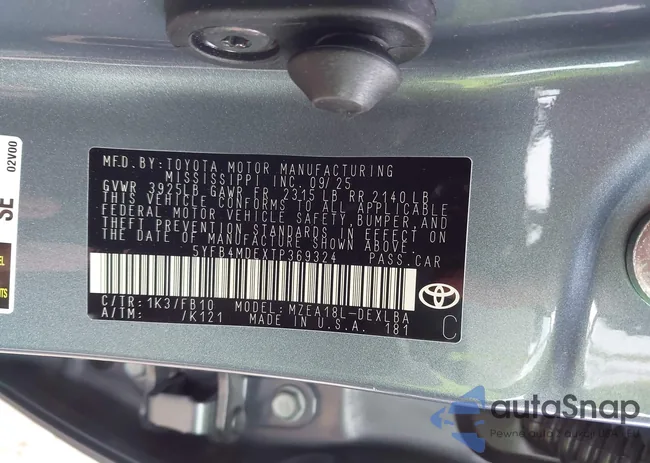 MFD.BY:TOYOTA MOTOR MANUFACTURING
MISSISSIPPI INC. 09/25
GVWR 3925LB GAWR FR 2315 LB RR 2140 LB
THIS VEHICLE CONFORMS TO ALL APPLICABLE
FEDERAL MOTOR VEHICLE SAFETY, BUMPER, AND
THEFT PREVENTION STANDARDS IN EFFECT ON
THE DATE OF MANUFACTURE SHOWN ABOVE.
5YFB4MDEXTP369324 PASS.CAR
C/TR:1K3/FB10 MODEL:MZEA18L-DEXLBA
A/TM: /K121 MADE IN U.S.A. 181
C
TOYOTA
SE
02V00
autoSnap